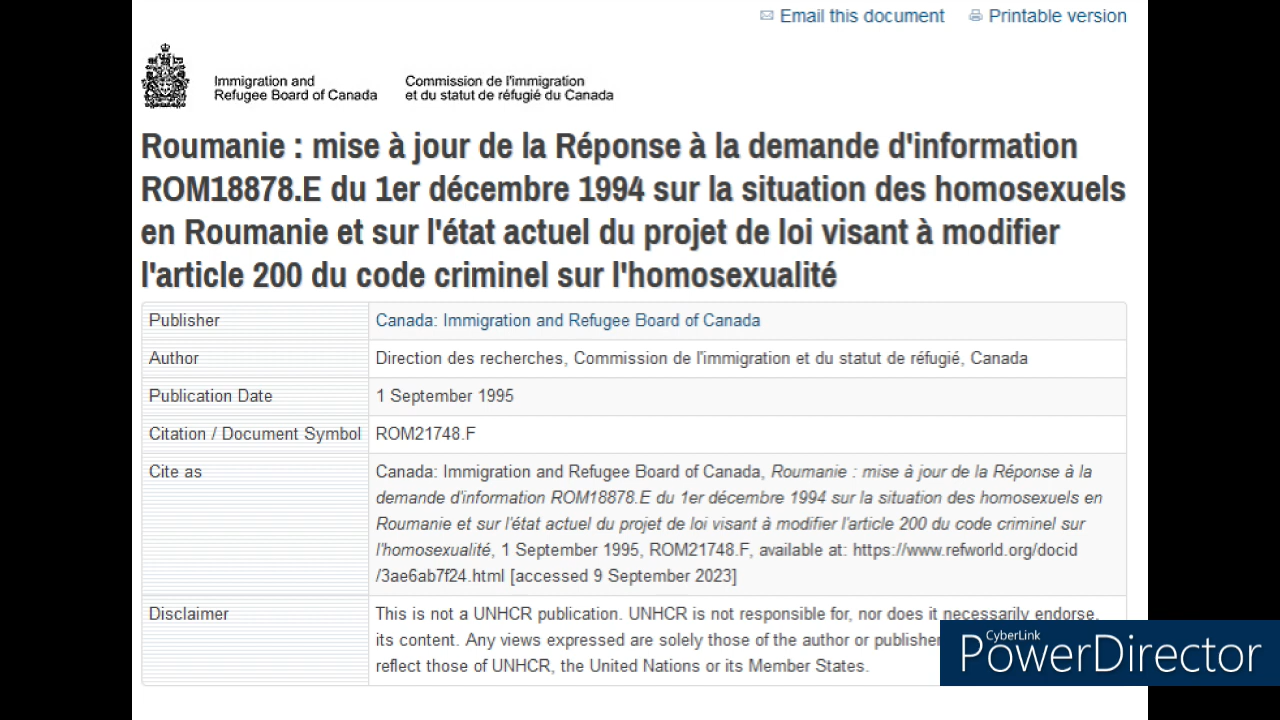 Email this document Printable version
Immigration and Commission de l'immigration
Refugee Board of Canada et du statut de réfugié du Canada
Roumanie : mise à jour de la Réponse à la demande d'information
ROM18878.E du 1er décembre 1994 sur la situation des homosexuels
en Roumanie et sur l'état actuel du projet de loi visant à modifier
l'article 200 du code criminel sur l'homosexualité
Publisher Canada: Immigration and Refugee Board of Canada
Author Direction des recherches, Commission de l'immigration et du statut de réfugié, Canada
Publication Date 1 September 1995
Citation / Document Symbol ROM21748.F
Cite as Canada: Immigration and Refugee Board of Canada, Roumanie : mise à jour de la Réponse à la
demande d'information ROM18878.E du 1er décembre 1994 sur la situation des homosexuels en
Roumanie et sur l'état actuel du projet de loi visant à modifier l'article 200 du code criminel sur
l'homosexualité, 1 September 1995, ROM21748.F, available at: https://www.refworld.org/docid
/3ae6ab7f24.html [accessed 9 September 2023]
Disclaimer This is not a UNHCR publication. UNHCR is not responsible for, nor does it necessarily endorse,
its content. Any views expressed are solely those of the author or publisher
reflect those of UNHCR, the United Nations or its Member States.
CyberLink
PowerDirector